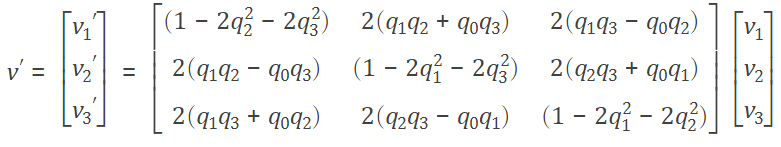 v′ = [v₁′ v₂′ v₃′] = [(1 − 2q₂² − 2q₃²) 2(q₁q₂ + q₀q₃) 2(q₁q₃ − q₀q₂)] [v₁]
[2(q₁q₂ − q₀q₃) (1 − 2q₁² − 2q₃²) 2(q₂q₃ + q₀q₁)] [v₂]
[2(q₁q₃ + q₀q₂) 2(q₂q₃ − q₀q₁) (1 − 2q₁² − 2q₂²)] [v₃]